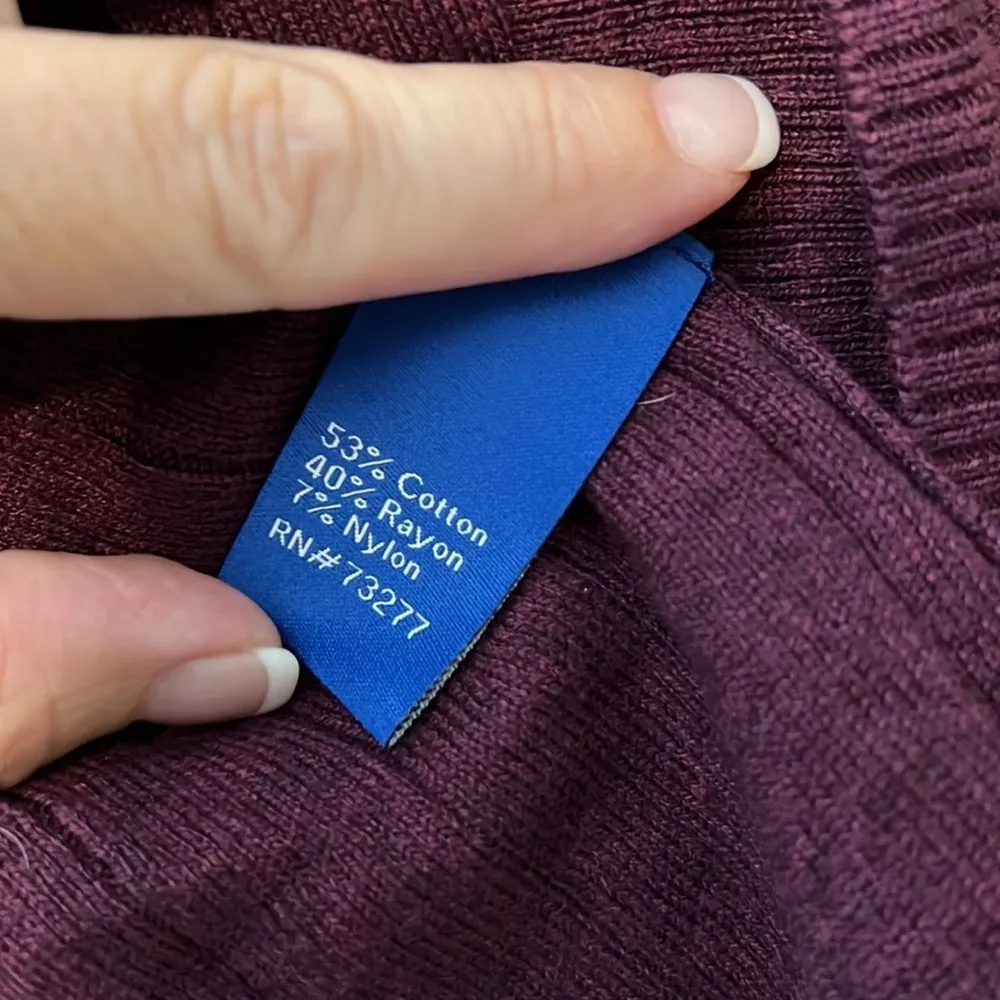 53% Cotton
40% Rayon
7% Nylon
RN# 73277